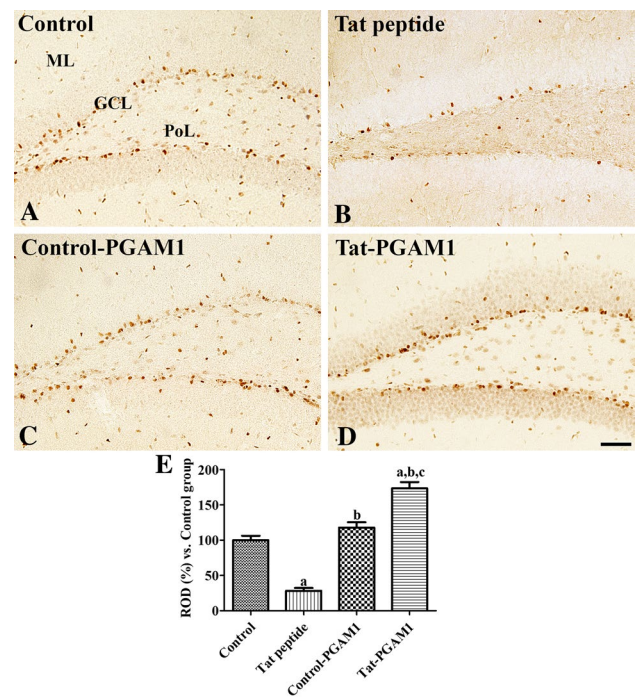 Control
ML
GCL
PoL
A
Tat peptide
B
Control-PGAM1
C
Tat-PGAM1
D
E
ROD (%) vs. Control group
200
150
100
50
0
a
b
a,b,c
Control
Tat peptide
Control-PGAM1
Tat-PGAM1